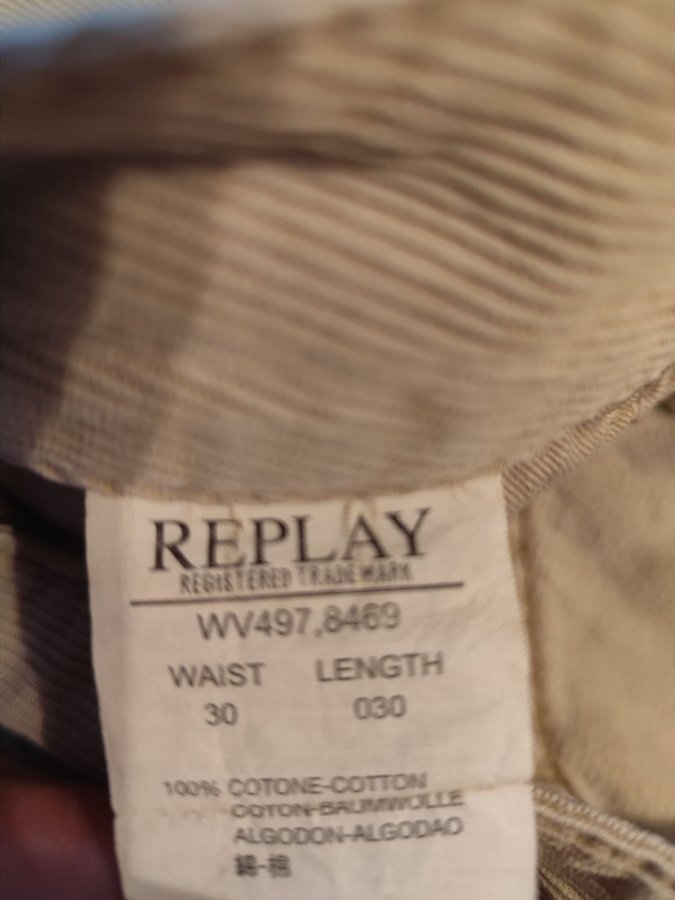 REPLAY
REGISTERED TRADE MARK
WV497,8469
WAIST LENGTH
30 030
100% COTONE-COTTON
COTON-BAUMWOLLE
ALGODON-ALGODAO
綿-棉